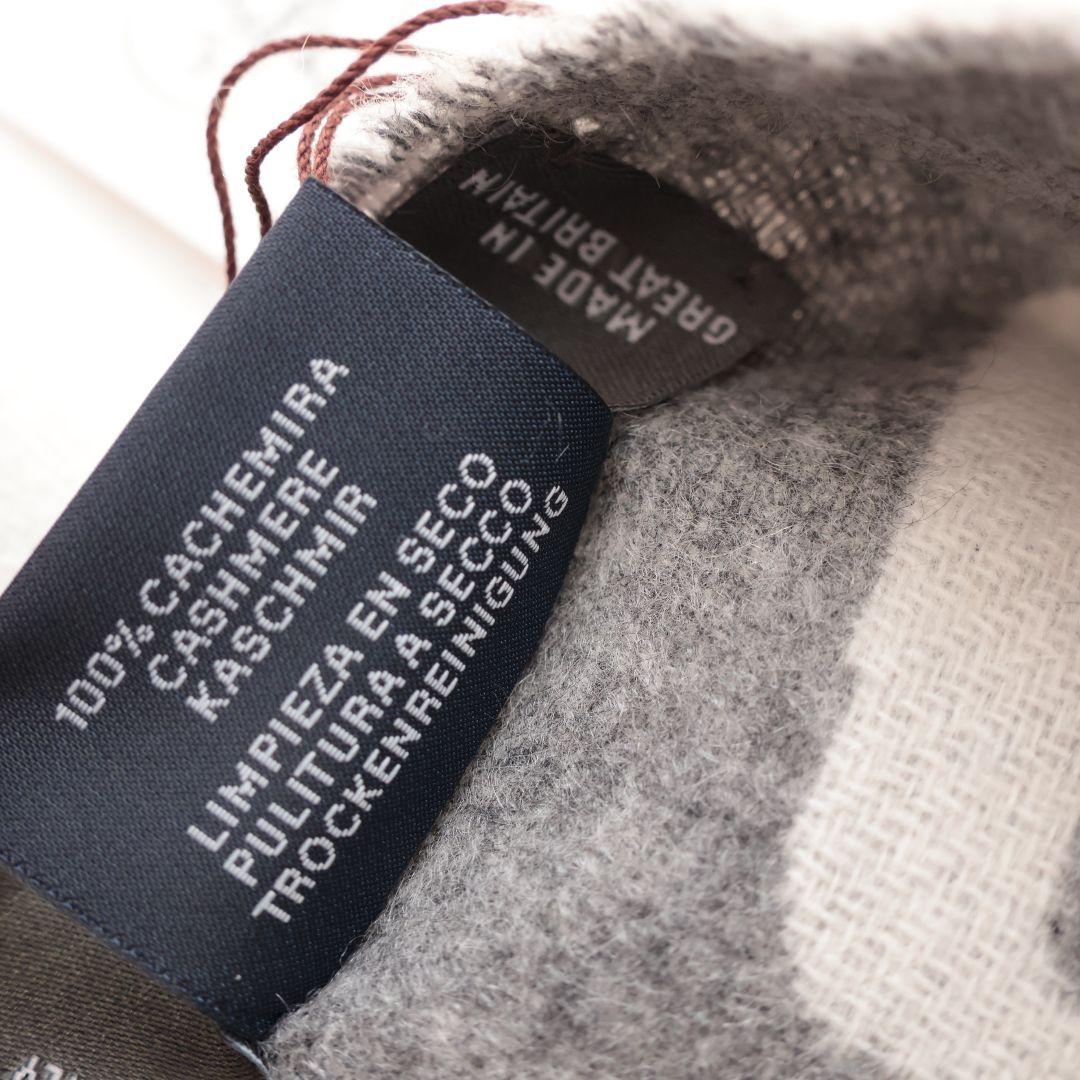 MADE IN
GREAT BRITAIN
100% CACHEMIRA
CASHMERE
KASCHMIR
LIMPIEZA EN SECO
PULITURA A SECCO
TROCKENREINIGUNG